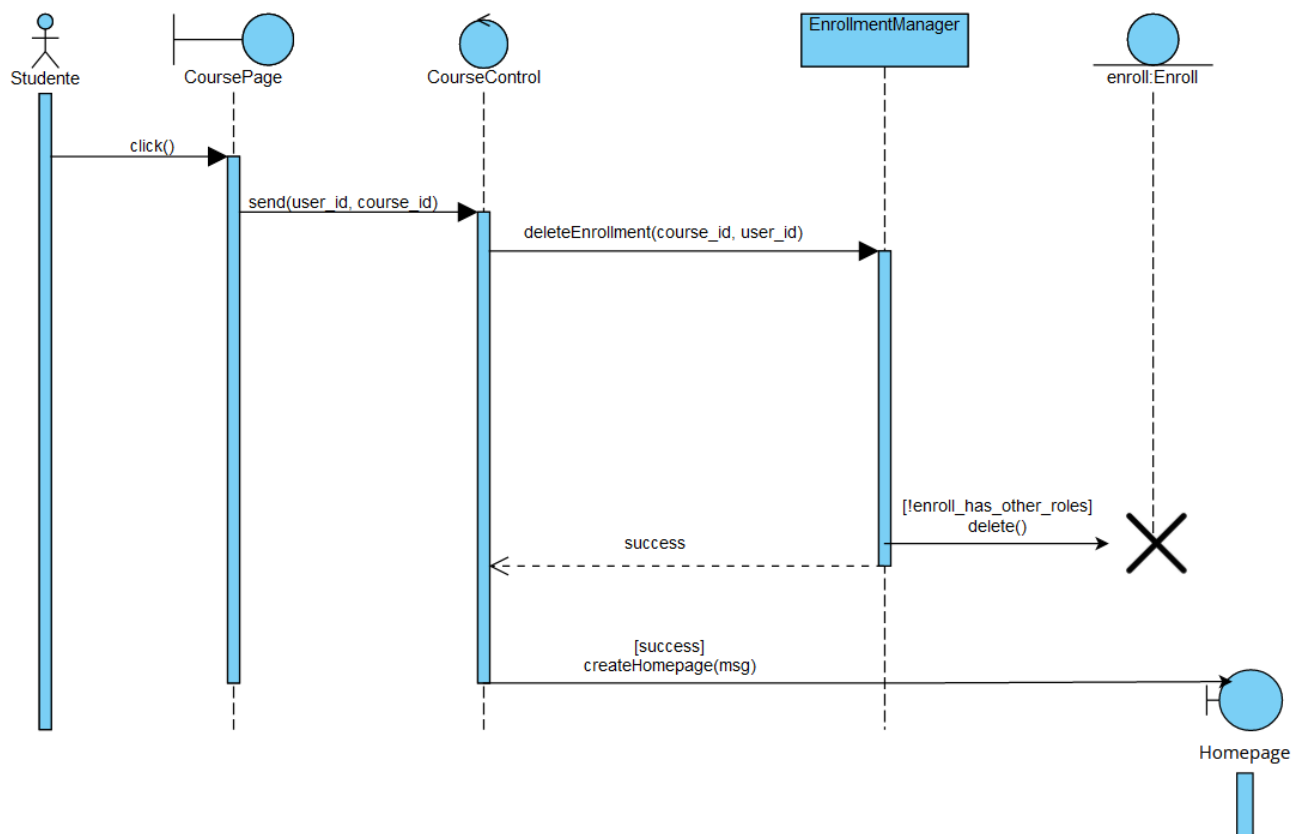 EnrollmentManager
Studente
CoursePage
CourseControl
enroll:Enroll
click()
send(user_id, course_id)
deleteEnrollment(course_id, user_id)
[!enroll_has_other_roles]
delete()
success
[success]
createHomepage(msg)
Homepage